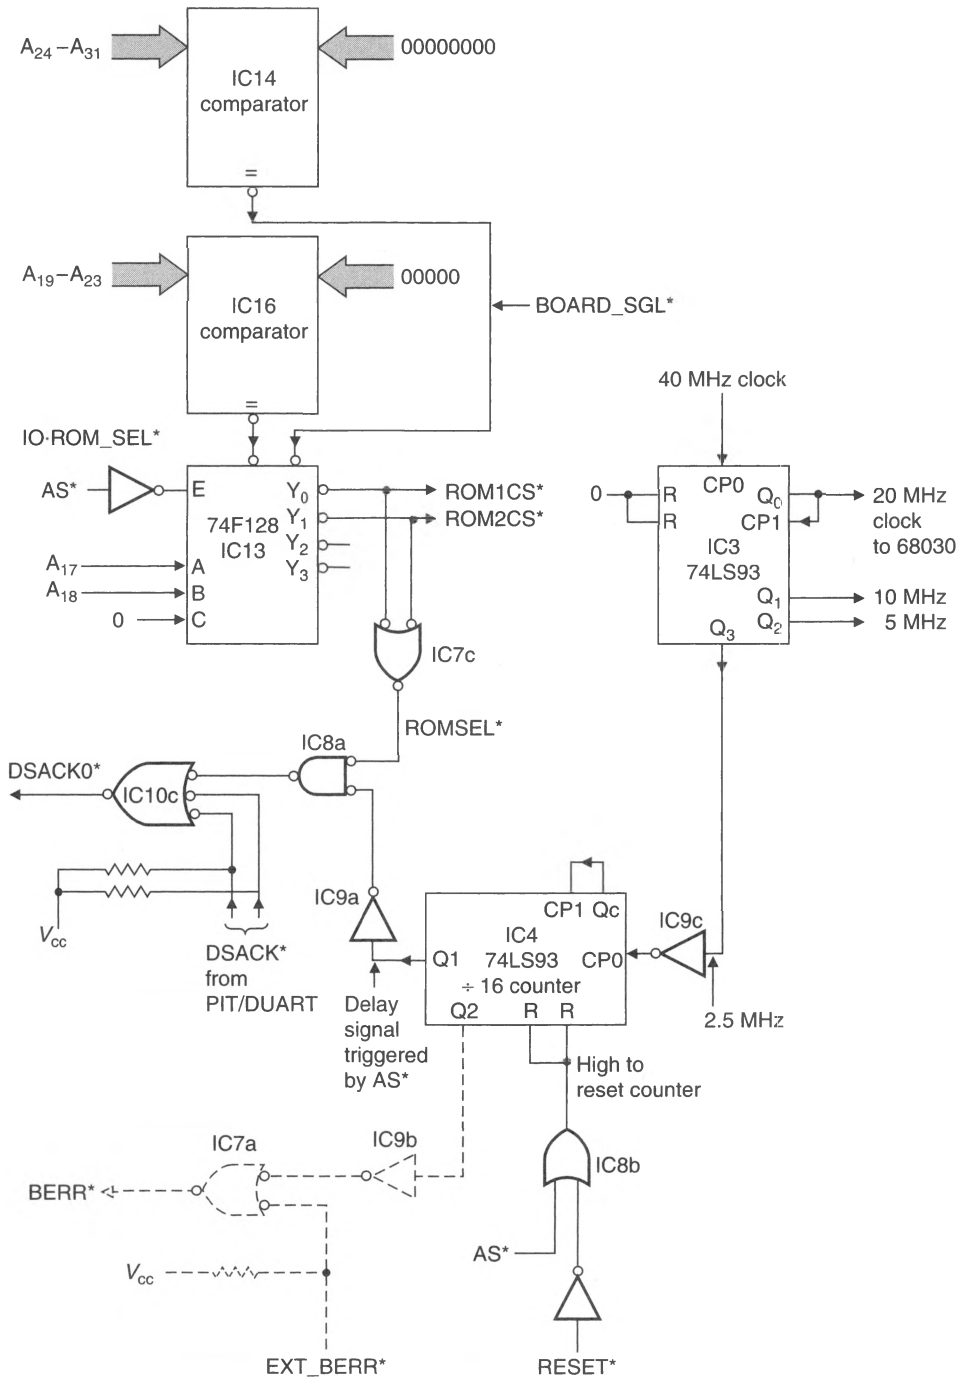 A24–A31
00000000
IC14
comparator
=
A19–A23
00000
IC16
comparator
BOARD_SGL*
=
40 MHz clock
IO·ROM_SEL*
AS*
E
Y0
ROM1CS*
Y1
ROM2CS*
Y2
Y3
74F128
IC13
A17
A
A18
B
0
C
0
R
R
CP0
Q0
CP1
IC3
74LS93
Q1
Q2
Q3
20 MHz
clock
to 68030
10 MHz
5 MHz
IC7c
ROMSEL*
IC8a
DSACK0*
IC10c
Vcc
DSACK*
from
PIT/DUART
IC9a
CP1 Qc
IC4
74LS93
÷ 16 counter
Q1
CP0
Q2
R
R
IC9c
2.5 MHz
Delay
signal
triggered
by AS*
High to
reset counter
IC7a
IC9b
IC8b
BERR*
AS*
Vcc
EXT_BERR*
RESET*